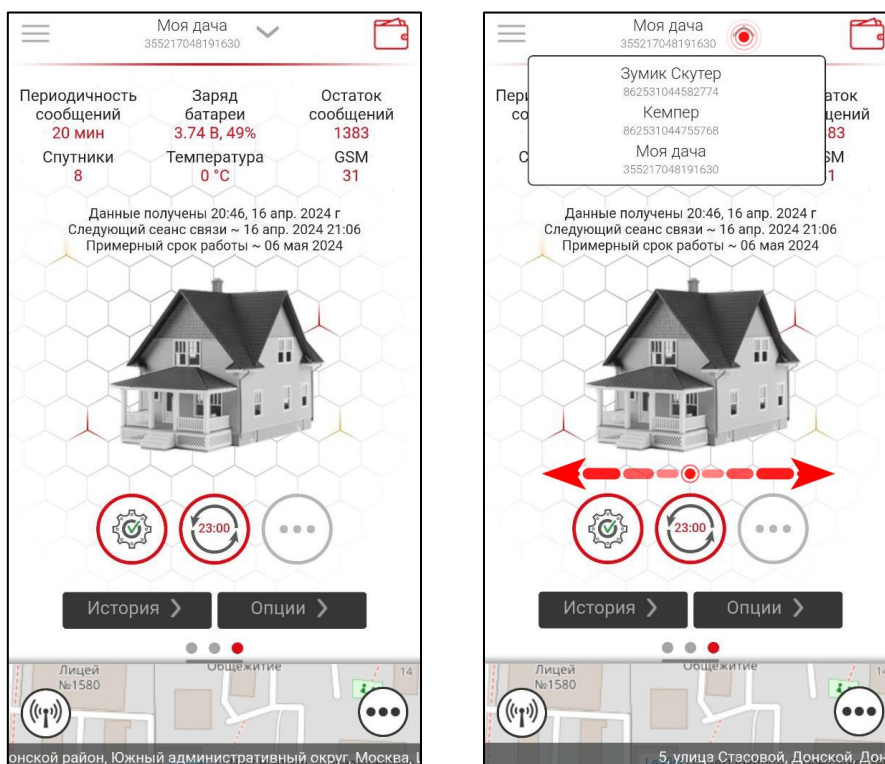 Моя дача
355217048191630
Периодичность сообщений
20 мин
Заряд батареи
3.74 В, 49%
Остаток сообщений
1383
Спутники
8
Температура
0 °C
GSM
31
Данные получены 20:46, 16 апр. 2024 г
Следующий сеанс связи ~ 16 апр. 2024 21:06
Примерный срок работы ~ 06 мая 2024
23:00
История
Опции
Лицей
№1580
Общежитие
14
онской район, Южный административный округ, Москва,
Моя дача
355217048191630
Зумик Скутер
862531044582774
Кемпер
862531044755768
Моя дача
355217048191630
Пери
со
С
аток
щений
83
SM
1
Данные получены 20:46, 16 апр. 2024 г
Следующий сеанс связи ~ 16 апр. 2024 21:06
Примерный срок работы ~ 06 мая 2024
23:00
История
Опции
Лицей
№1580
Общежитие
5, улица Стасовой, Донской, Дон